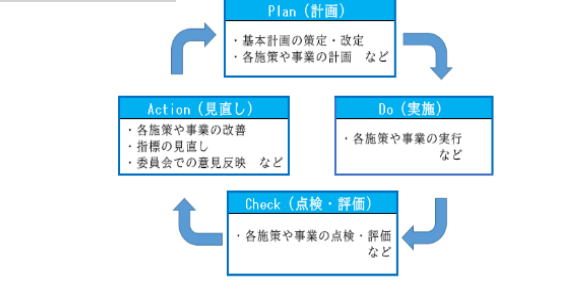 Plan（計画）
・基本計画の策定・改定
・各施策や事業の計画　など
Action（見直し）
・各施策や事業の改善
・指標の見直し
・委員会での意見反映　など
Do（実施）
・各施策や事業の実行
など
Check（点検・評価）
・各施策や事業の点検・評価
など